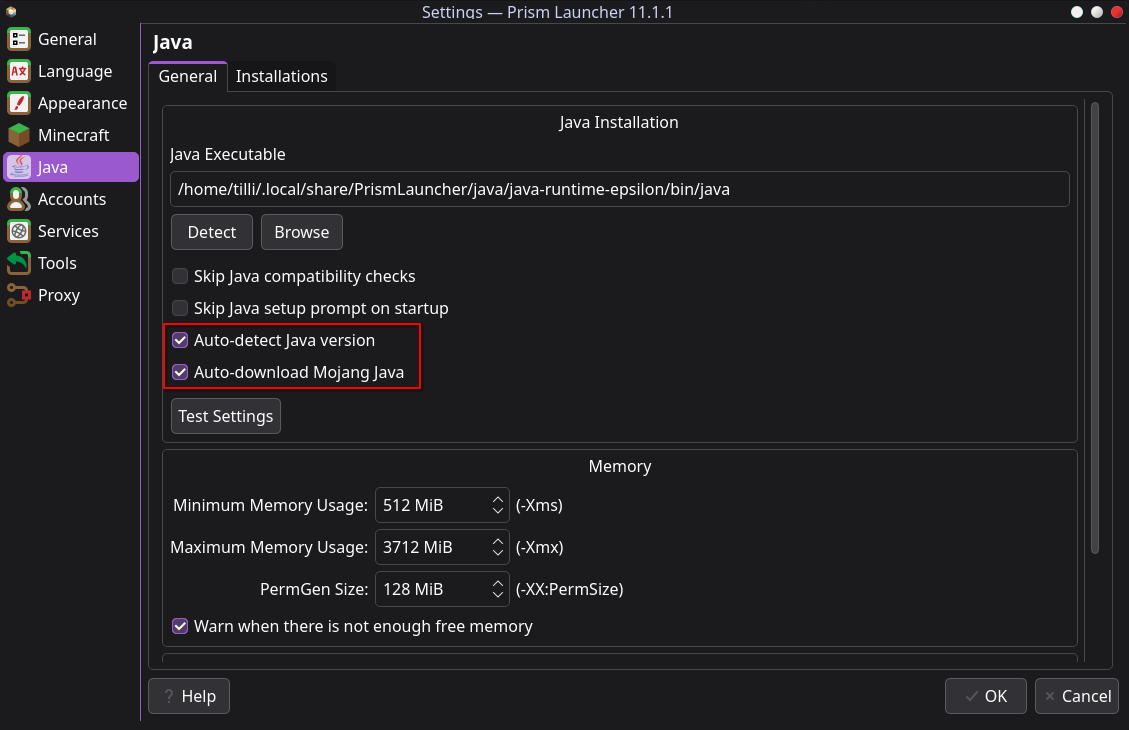 Settings — Prism Launcher 11.1.1
General
Language
Appearance
Minecraft
Java
Accounts
Services
Tools
Proxy
Java
General Installations
Java Installation
Java Executable
/home/tilli/.local/share/PrismLauncher/java/java-runtime-epsilon/bin/java
Detect Browse
Skip Java compatibility checks
Skip Java setup prompt on startup
Auto-detect Java version
Auto-download Mojang Java
Test Settings
Memory
Minimum Memory Usage: 512 MiB (-Xms)
Maximum Memory Usage: 3712 MiB (-Xmx)
PermGen Size: 128 MiB (-XX:PermSize)
Warn when there is not enough free memory
? Help
OK Cancel